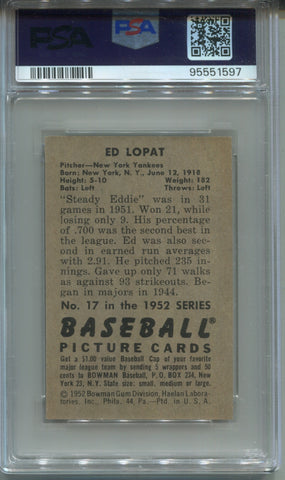 PSA
PSA
PSA
95551597
ED LOPAT
Pitcher—New York Yankees
Born: New York, N. Y., June 12, 1918
Height: 5-10 Weight: 182
Bats: Left Throws: Left
"Steady Eddie" was in 31
games in 1951. Won 21, while
losing only 9. His percentage
of .700 was the second best in
the league. Ed was also sec-
ond in earned run averages
with 2.91. He pitched 235 in-
nings. Gave up only 71 walks
as against 93 strikeouts. Be-
gan in majors in 1944.
No. 17 in the 1952 SERIES
BASEBALL®
PICTURE CARDS
Get a $1.00 value Baseball Cap of your favorite
major league team by sending 5 wrappers and 50
cents to BOWMAN Baseball, P. O. BOX 234, New
York 23, N.Y. State size: small, medium or large.
© 1952 Bowman Gum Division, Haelan Labora-
tories, Inc., Phila. 44, Pa.—Ptd. in U. S. A.